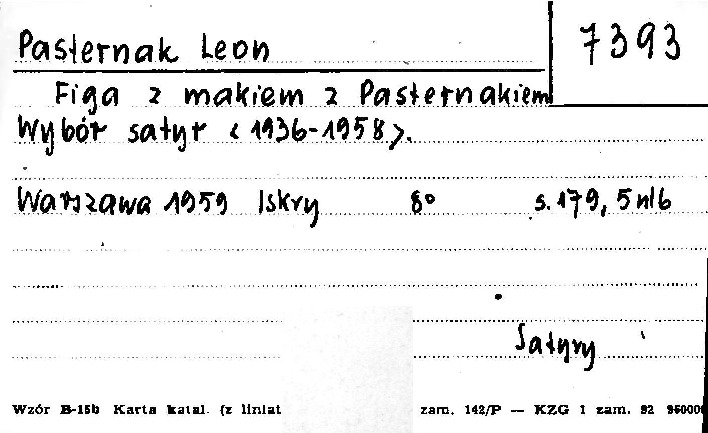 Pasternak Leon 7393
Figa z makiem z Pasternakiem
Wybór satyr <1936-1958>.
Warszawa 1959 Iskry 8° s. 179, 5 nlb
Satyry
Wzór B-15b Karta katal. (z liniat zam. 142/P — KZG 1 zam. 92